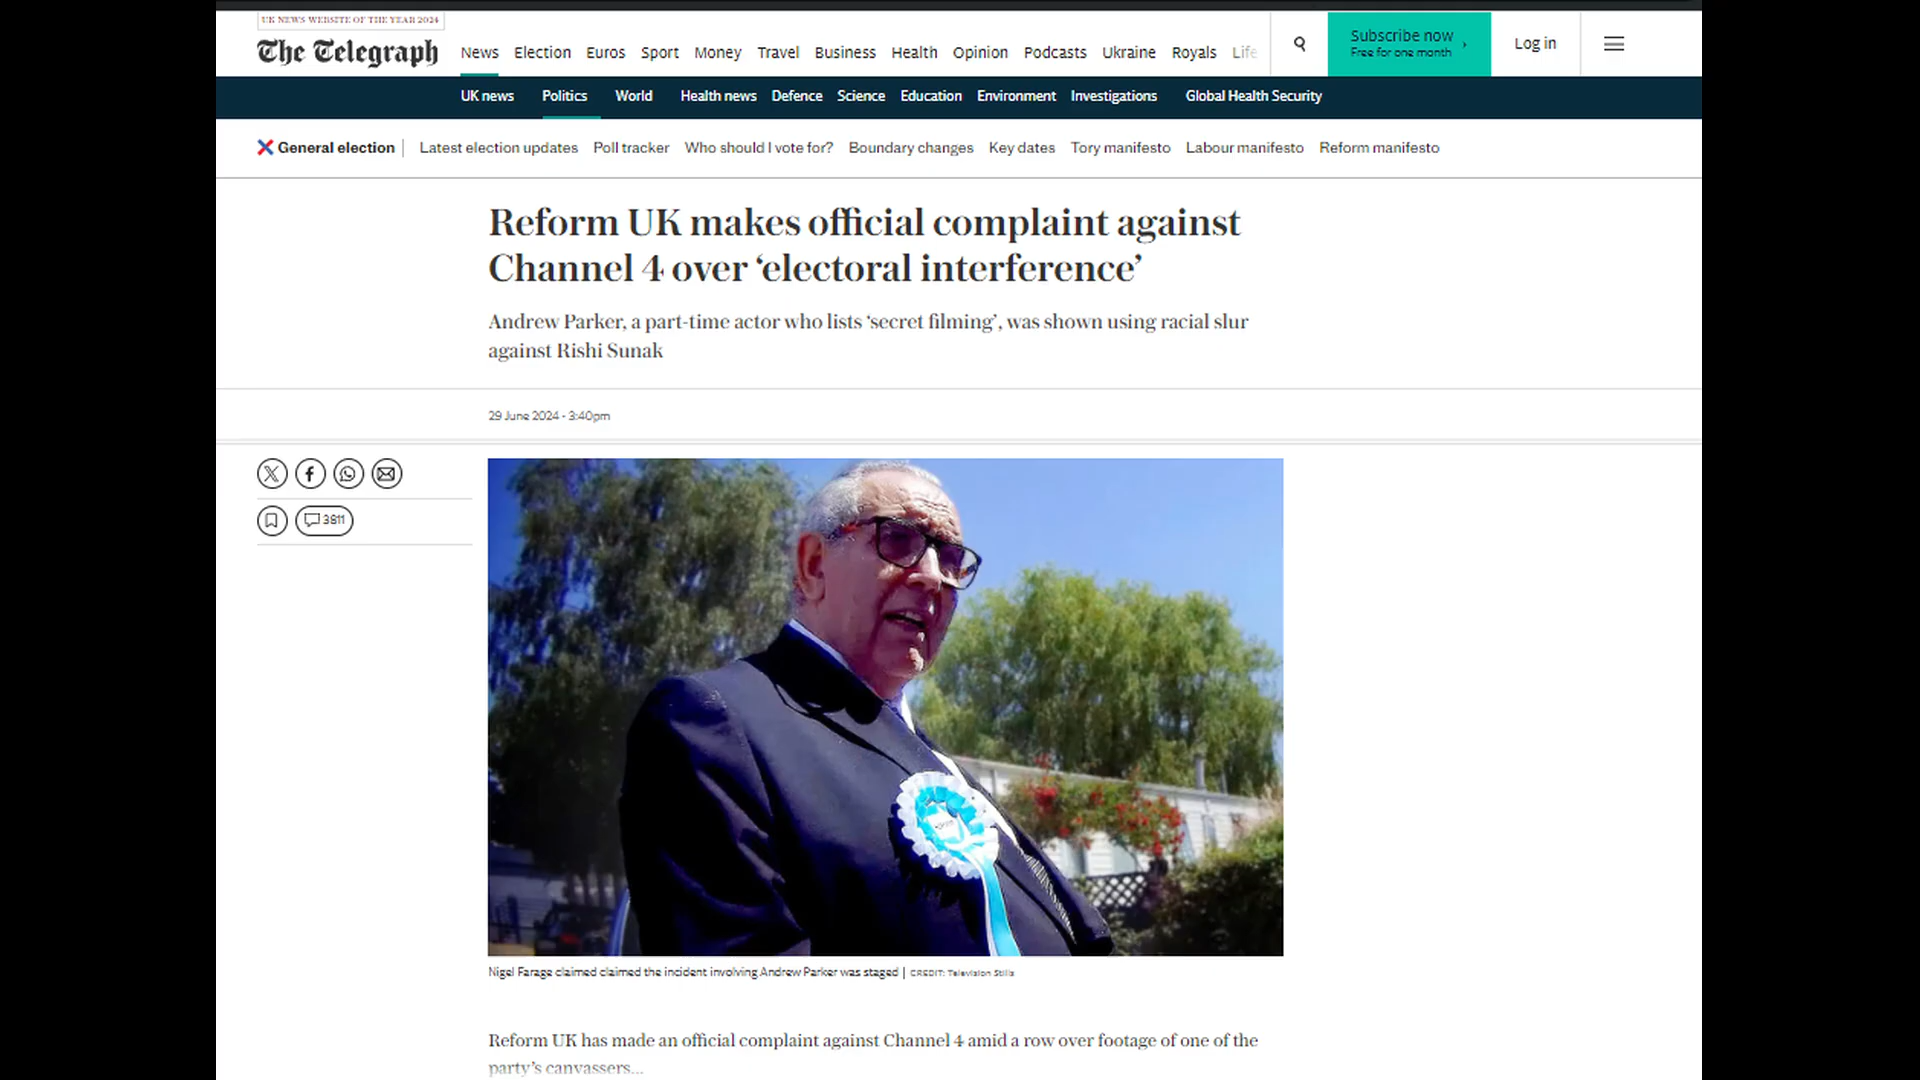 UK NEWS WEBSITE OF THE YEAR 2024
The Telegraph
News Election Euros Sport Money Travel Business Health Opinion Podcasts Ukraine Royals Life
Subscribe now
Free for one month
Log in
UK news Politics World Health news Defence Science Education Environment Investigations Global Health Security
General election
Latest election updates Poll tracker Who should I vote for? Boundary changes Key dates Tory manifesto Labour manifesto Reform manifesto
Reform UK makes official complaint against
Channel 4 over ‘electoral interference’
Andrew Parker, a part-time actor who lists ‘secret filming’, was shown using racial slur
against Rishi Sunak
29 June 2024 - 3:40pm
3811
Nigel Farage claimed claimed the incident involving Andrew Parker was staged | CREDIT: Television Stills
Reform UK has made an official complaint against Channel 4 amid a row over footage of one of the
party’s canvassers...